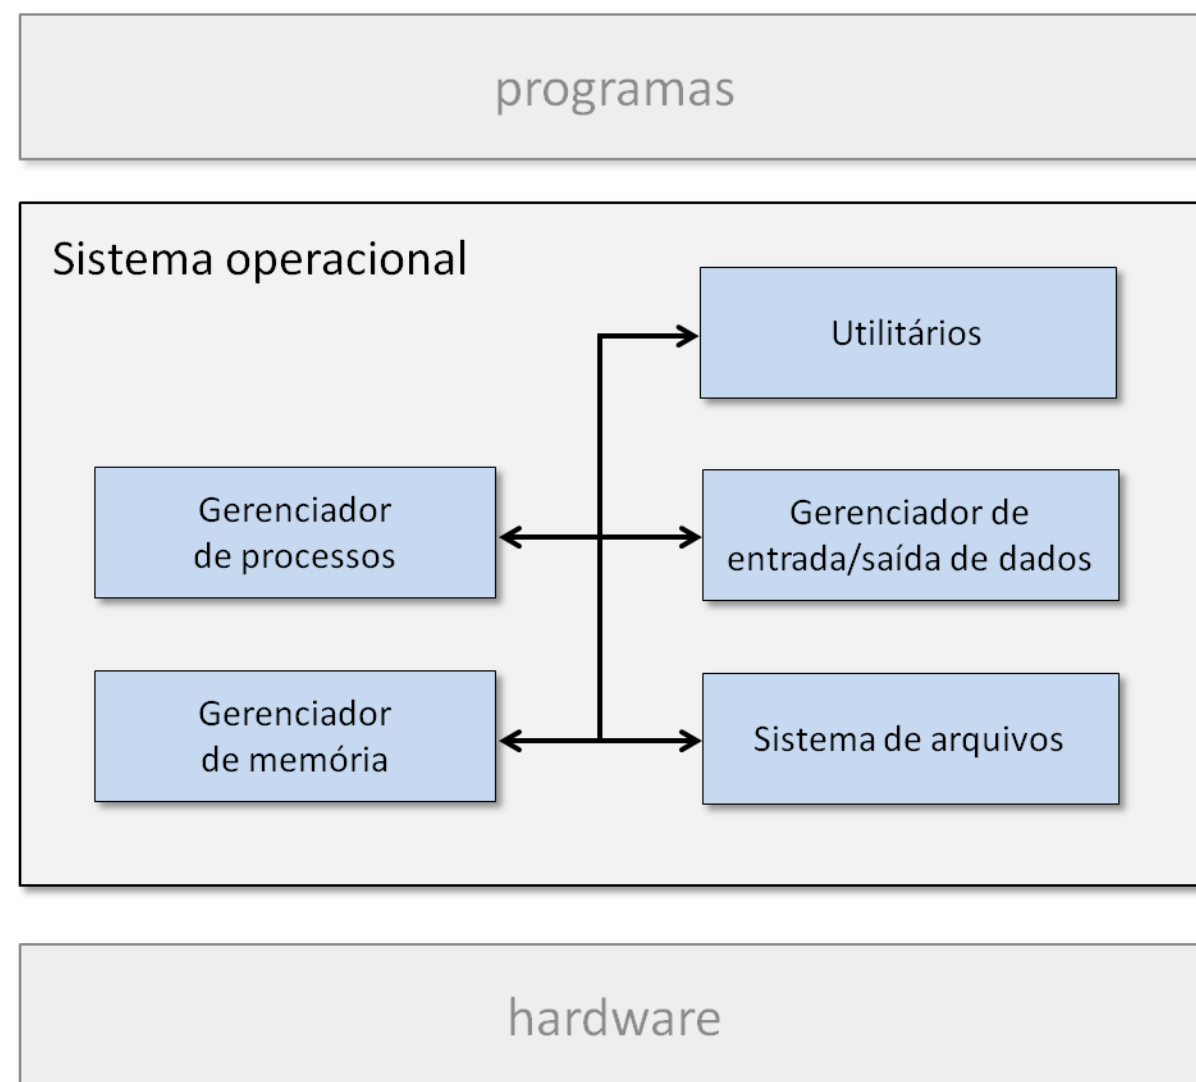 programas
Sistema operacional
Utilitários
Gerenciador
de processos
Gerenciador de
entrada/saída de dados
Gerenciador
de memória
Sistema de arquivos
hardware